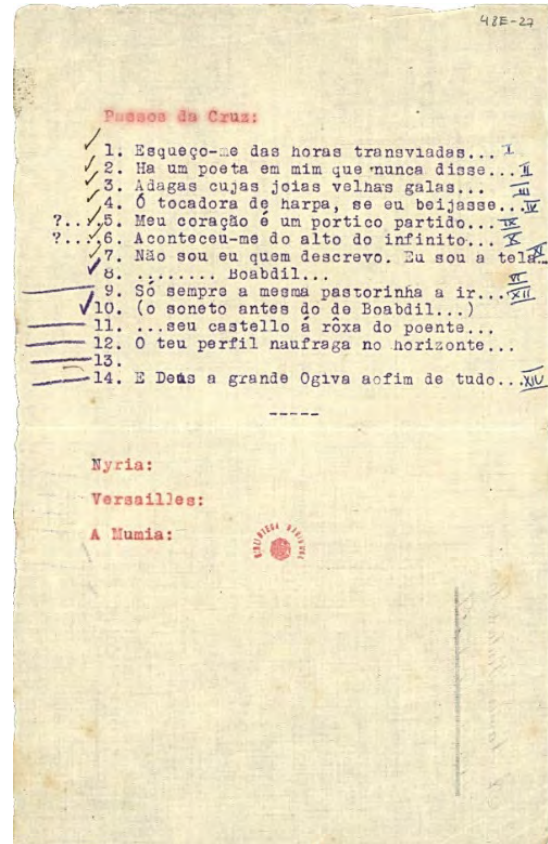 48E-27
Passos da Cruz:
1. Esqueço-me das horas transviadas... I
2. Ha um poeta em mim que nunca disse... II
3. Adagas cujas joias velhas galas... III
4. Ó tocadora de harpa, se eu beijasse... IV
?....5. Meu coração é um portico partido... IX
?....6. Aconteceu-me do alto do infinito... X
7. Não sou eu quem descrevo. Eu sou a tela... XI
8. ........ Boabdil... VI
9. Só sempre a mesma pastorinha a ir... XII
10. (o soneto antes do de Boabdil...)
11. ...seu castello á rôxa do poente...
12. O teu perfil naufraga no horizonte...
13.
14. E Deus a grande Ogiva aofim de tudo... XIV
-----
Nyria:
Versailles:
A Mumia:
BIBLIOTECA NACIONAL